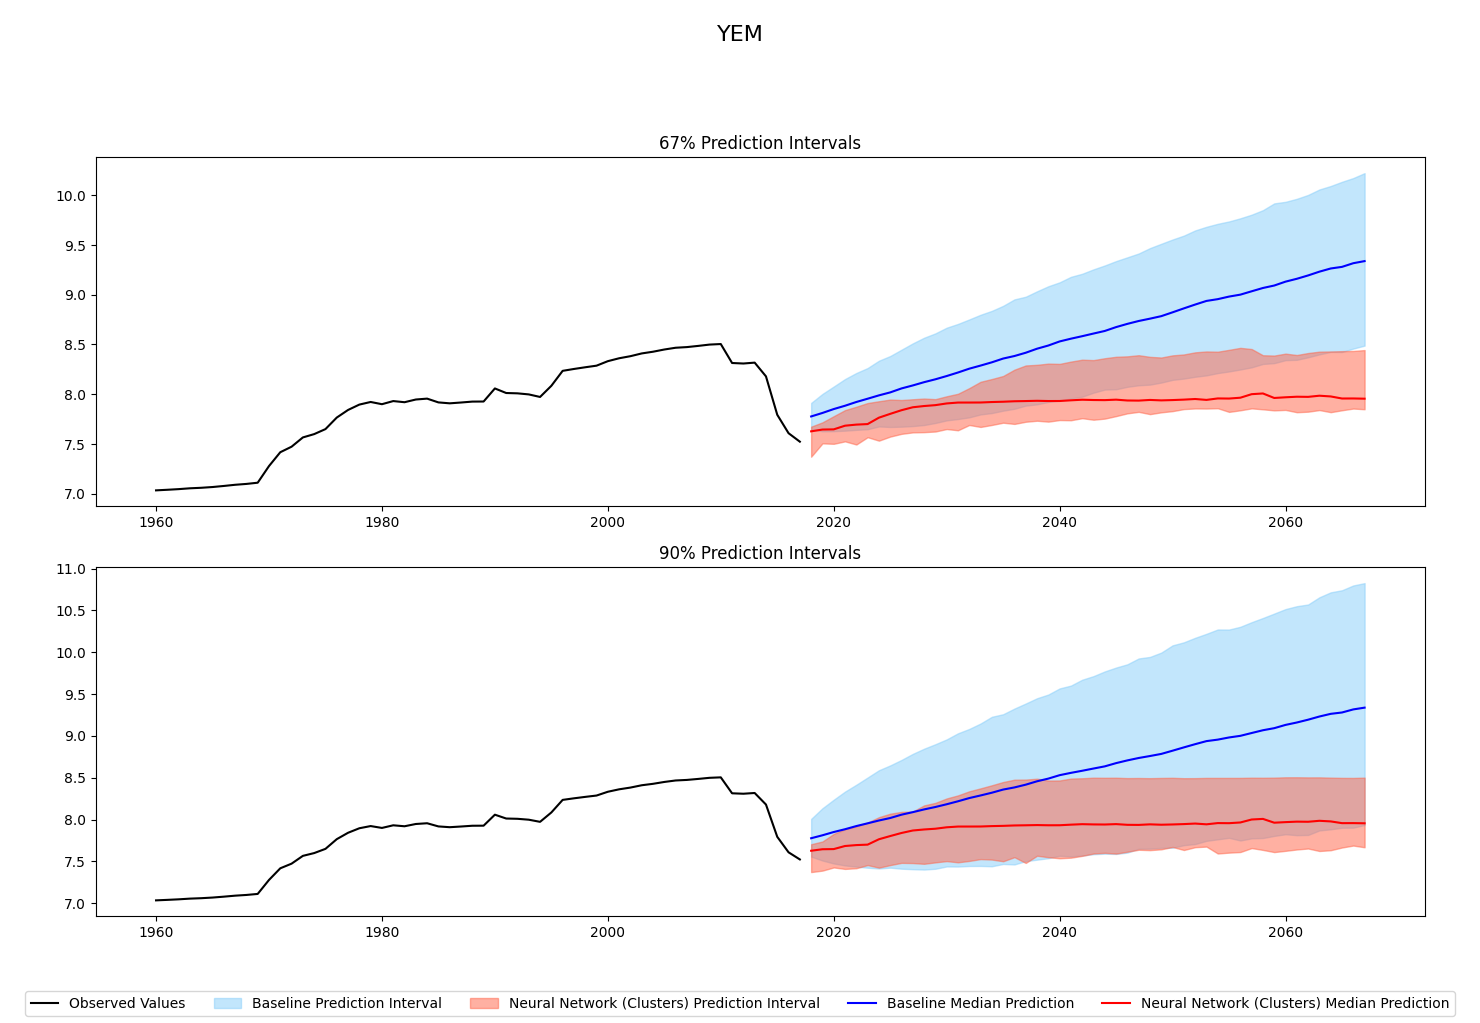 YEM
67% Prediction Intervals
10.0
9.5
9.0
8.5
8.0
7.5
7.0
1960 1980 2000 2020 2040 2060
90% Prediction Intervals
11.0
10.5
10.0
9.5
9.0
8.5
8.0
7.5
7.0
1960 1980 2000 2020 2040 2060
Observed Values Baseline Prediction Interval Neural Network (Clusters) Prediction Interval Baseline Median Prediction Neural Network (Clusters) Median Prediction